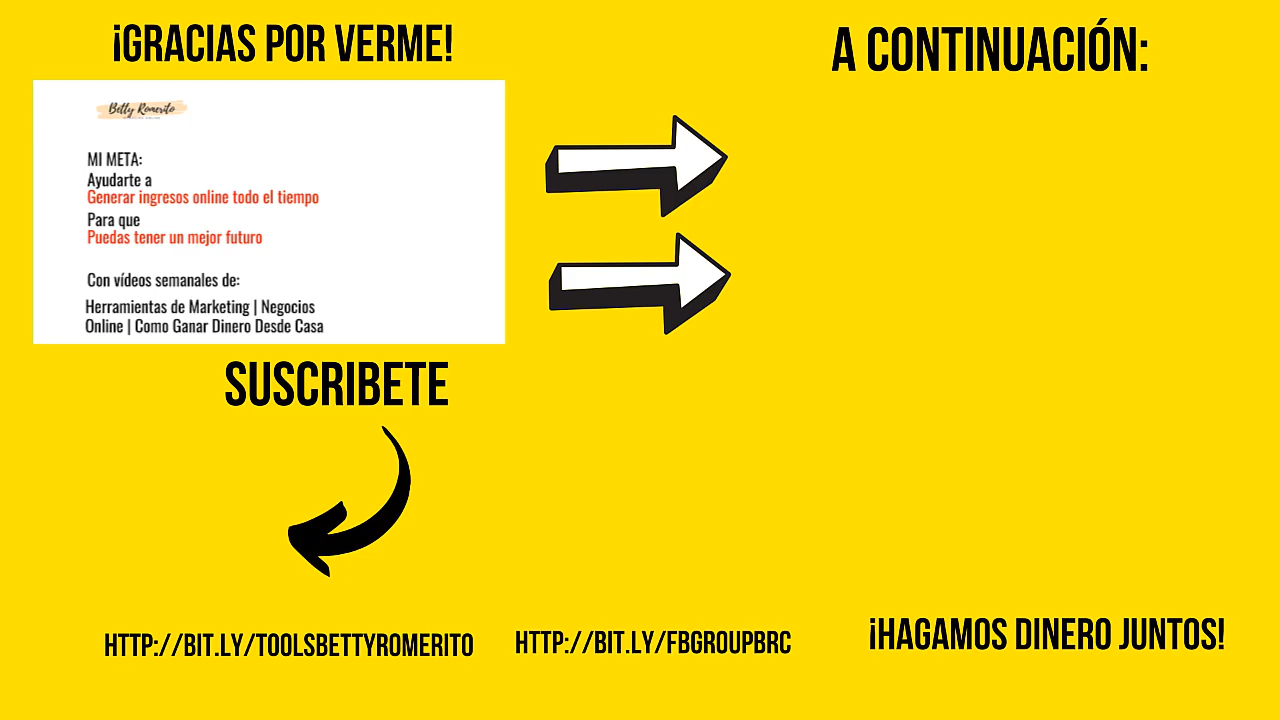 ¡GRACIAS POR VERME!
A CONTINUACIÓN:
Betty Romerito
MI META:
Ayudarte a
Generar ingresos online todo el tiempo
Para que
Puedas tener un mejor futuro
Con vídeos semanales de:
Herramientas de Marketing | Negocios
Online | Como Ganar Dinero Desde Casa
SUSCRIBETE
HTTP://BIT.LY/TOOLSBETTYROMERITO
HTTP://BIT.LY/FBGROUPBRC
¡HAGAMOS DINERO JUNTOS!